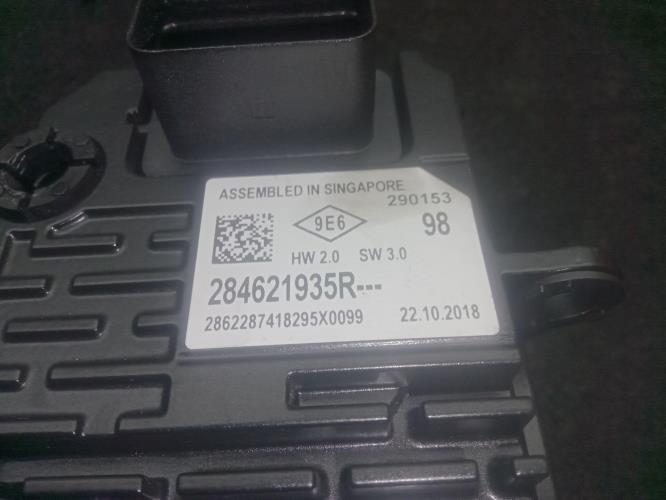 ASSEMBLED IN SINGAPORE
290153
9E6
98
HW 2.0 SW 3.0
284621935R---
2862287418295X0099 22.10.2018